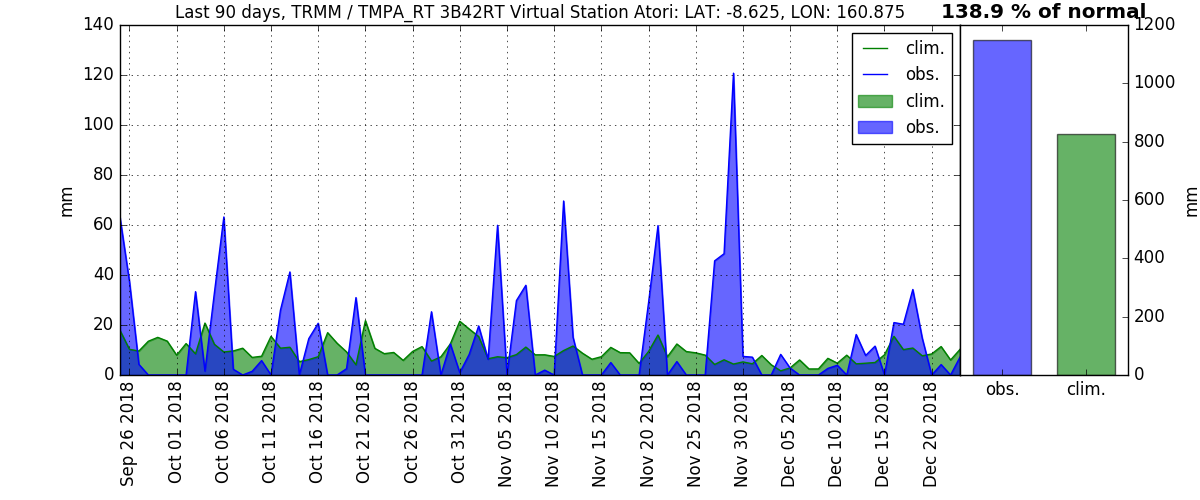 Last 90 days, TRMM / TMPA_RT 3B42RT Virtual Station Atori: LAT: -8.625, LON: 160.875
138.9 % of normal
140
120
100
80
60
40
20
0
mm
clim.
obs.
clim.
obs.
Sep 26 2018
Oct 01 2018
Oct 06 2018
Oct 11 2018
Oct 16 2018
Oct 21 2018
Oct 26 2018
Oct 31 2018
Nov 05 2018
Nov 10 2018
Nov 15 2018
Nov 20 2018
Nov 25 2018
Nov 30 2018
Dec 05 2018
Dec 10 2018
Dec 15 2018
Dec 20 2018
1200
1000
800
600
400
200
0
mm
obs.
clim.